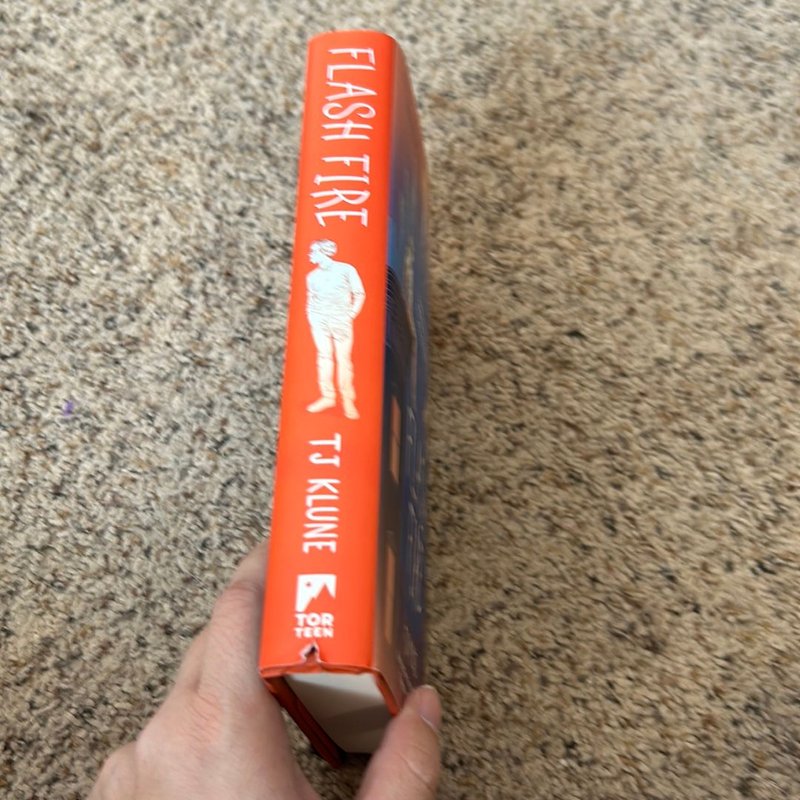 FLASH FIRE
TJ KLUNE
TOR
TEEN